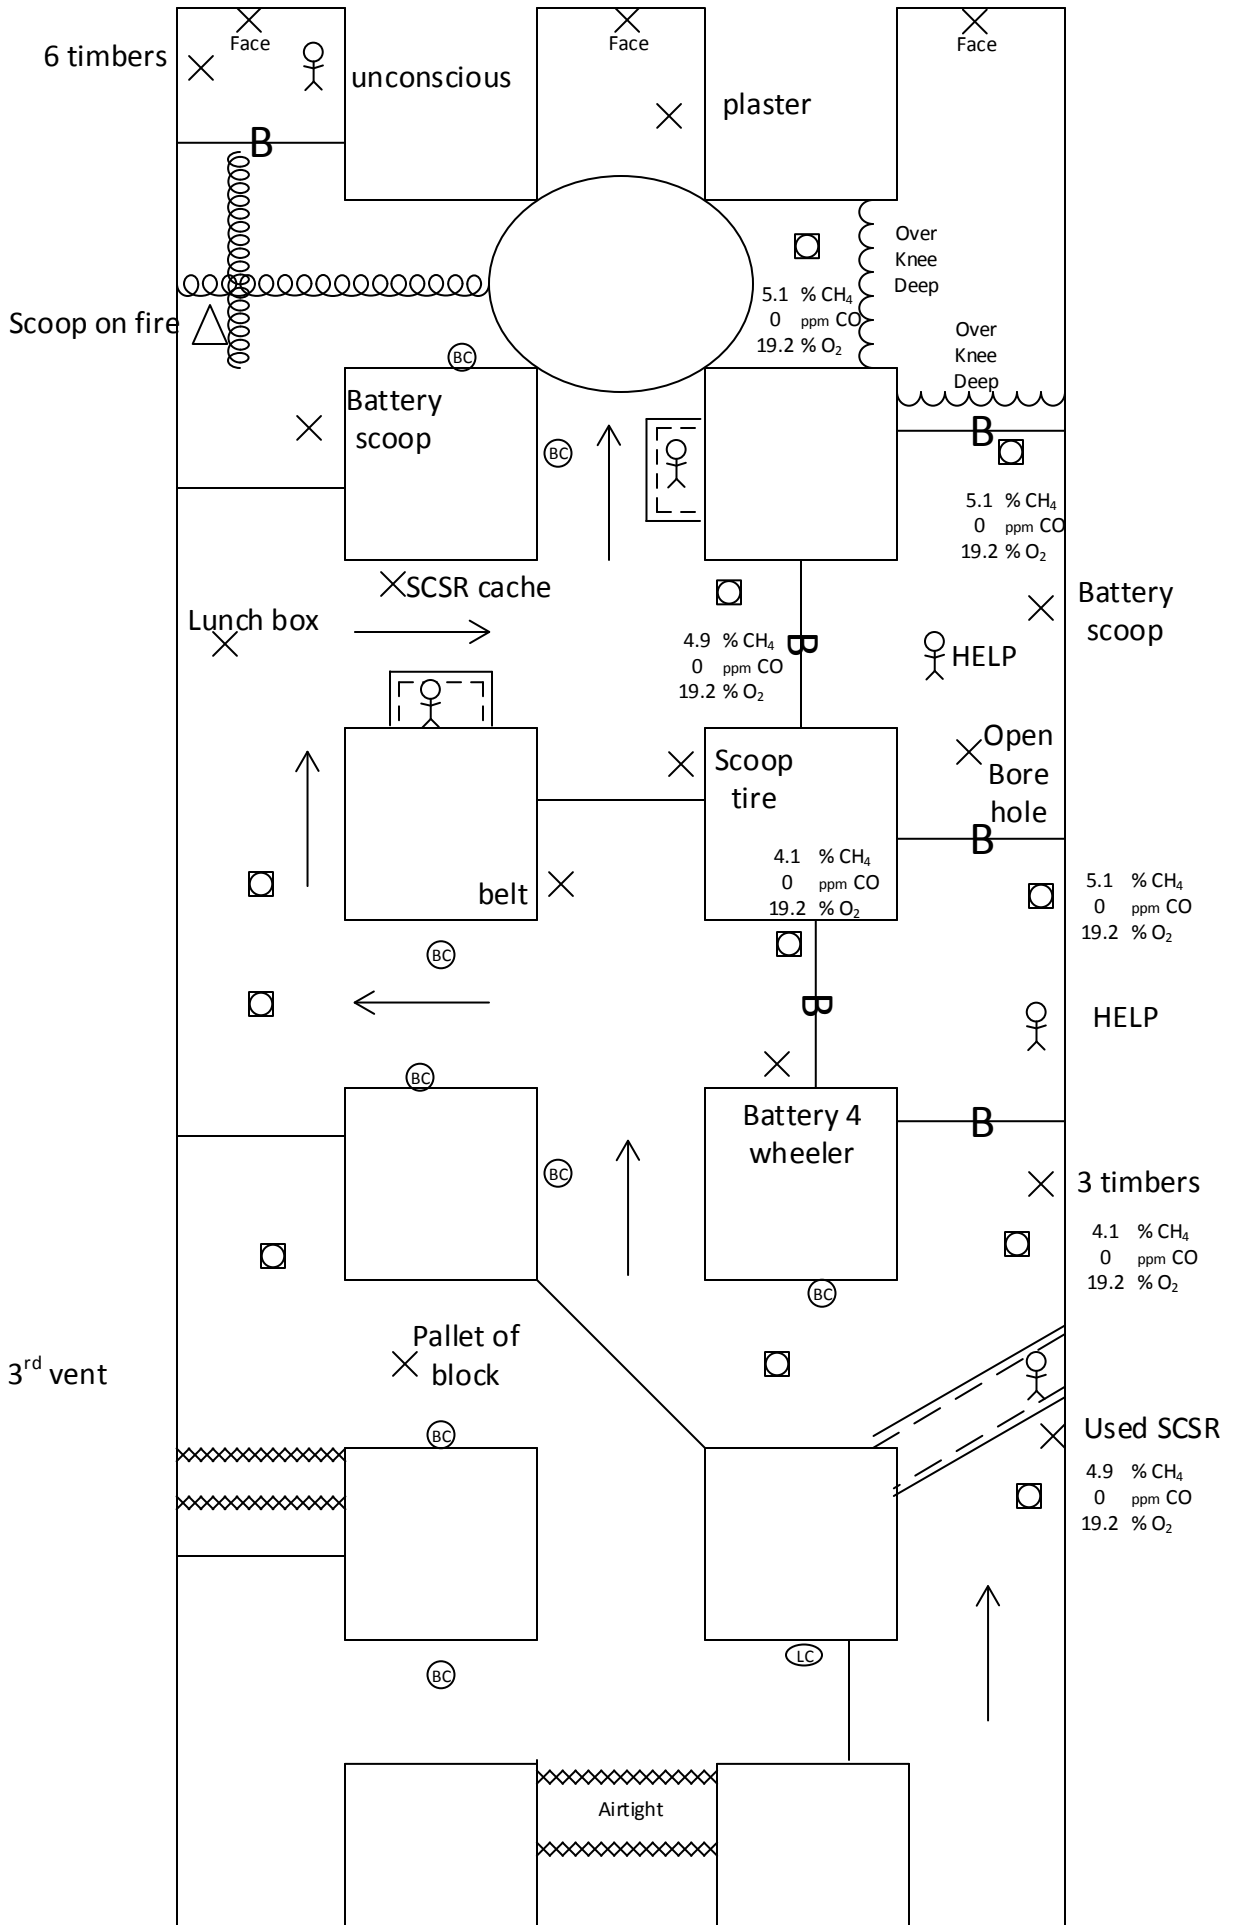 Face
Face
Face
6 timbers
unconscious
plaster
B
Over
Knee
Deep
5.1 % CH₄
0 ppm CO
19.2 % O₂
Scoop on fire
Over
Knee
Deep
BC
Battery
scoop
BC
B
5.1 % CH₄
0 ppm CO
19.2 % O₂
SCSR cache
Lunch box
4.9 % CH₄
0 ppm CO
19.2 % O₂
B
Battery
scoop
HELP
Open
Bore
hole
Scoop
tire
B
4.1 % CH₄
0 ppm CO
19.2 % O₂
belt
5.1 % CH₄
0 ppm CO
19.2 % O₂
BC
B
HELP
BC
Battery 4
wheeler
B
BC
3 timbers
4.1 % CH₄
0 ppm CO
19.2 % O₂
BC
Pallet of
block
3rd vent
BC
Used SCSR
4.9 % CH₄
0 ppm CO
19.2 % O₂
BC
LC
Airtight